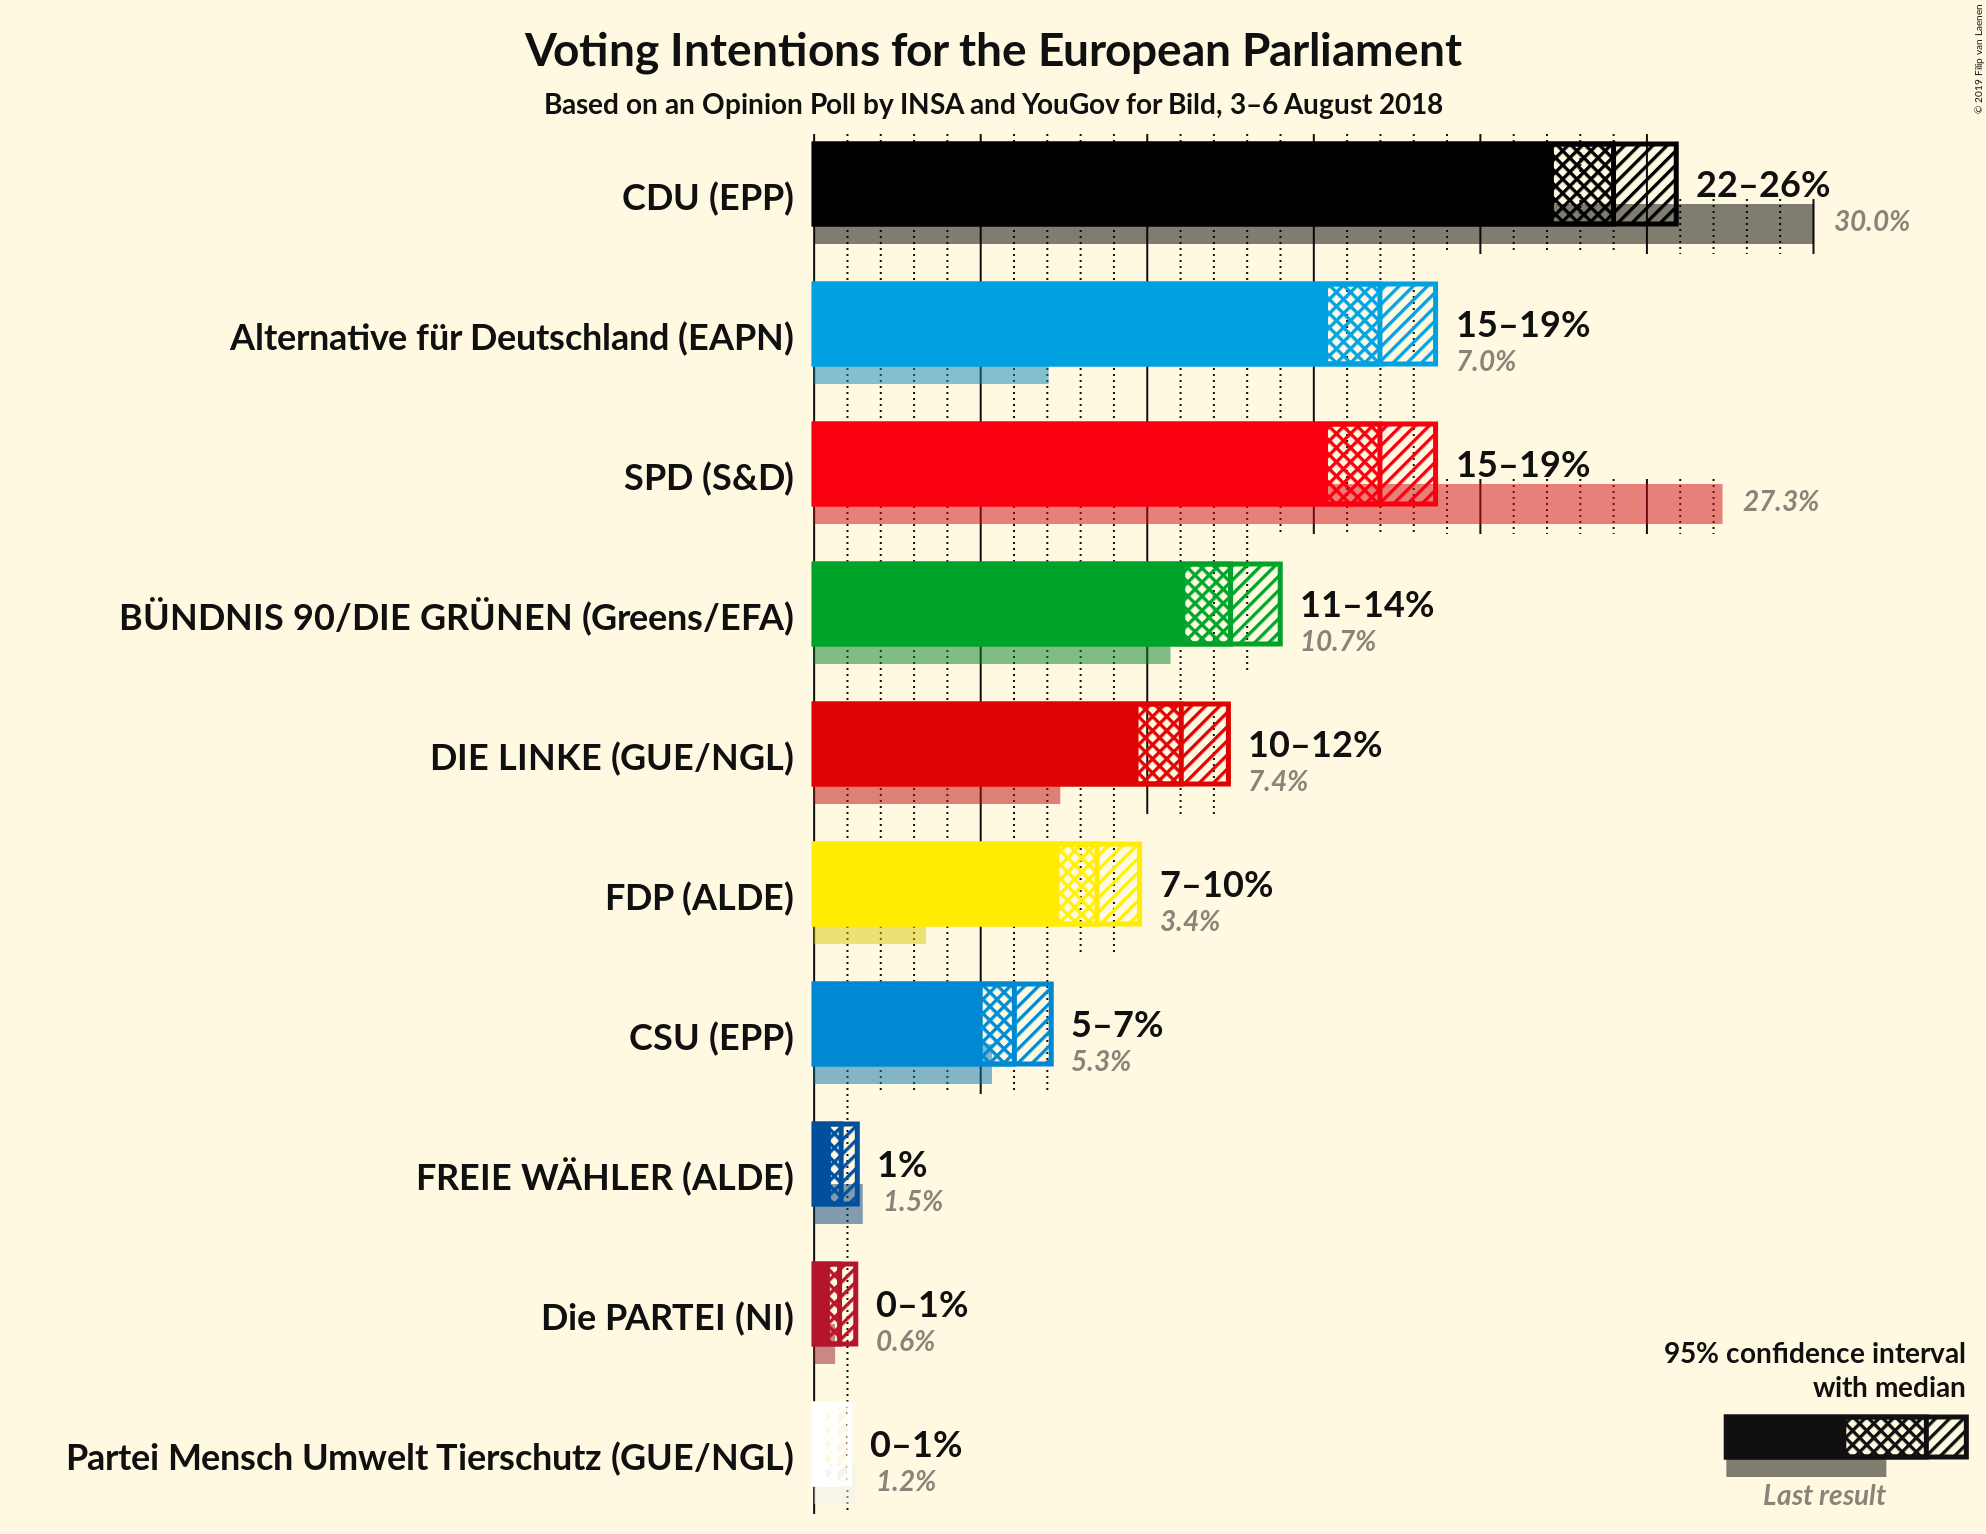 Voting Intentions for the European Parliament
Based on an Opinion Poll by INSA and YouGov for Bild, 3–6 August 2018
© 2019 Filip van Laenen
CDU (EPP)
22–26%
30.0%
Alternative für Deutschland (EAPN)
15–19%
7.0%
SPD (S&D)
15–19%
27.3%
BÜNDNIS 90/DIE GRÜNEN (Greens/EFA)
11–14%
10.7%
DIE LINKE (GUE/NGL)
10–12%
7.4%
FDP (ALDE)
7–10%
3.4%
CSU (EPP)
5–7%
5.3%
FREIE WÄHLER (ALDE)
1%
1.5%
Die PARTEI (NI)
0–1%
0.6%
Partei Mensch Umwelt Tierschutz (GUE/NGL)
0–1%
1.2%
95% confidence interval
with median
Last result